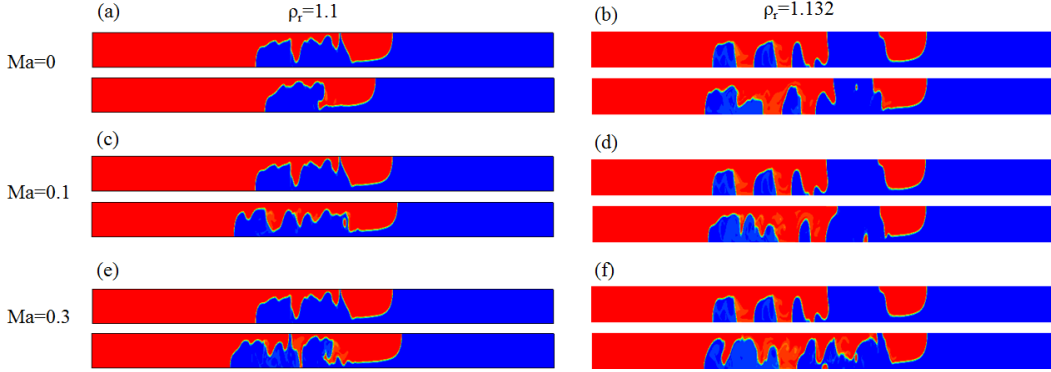 (a) ρr=1.1 (b) ρr=1.132
Ma=0
(c) (d)
Ma=0.1
(e) (f)
Ma=0.3